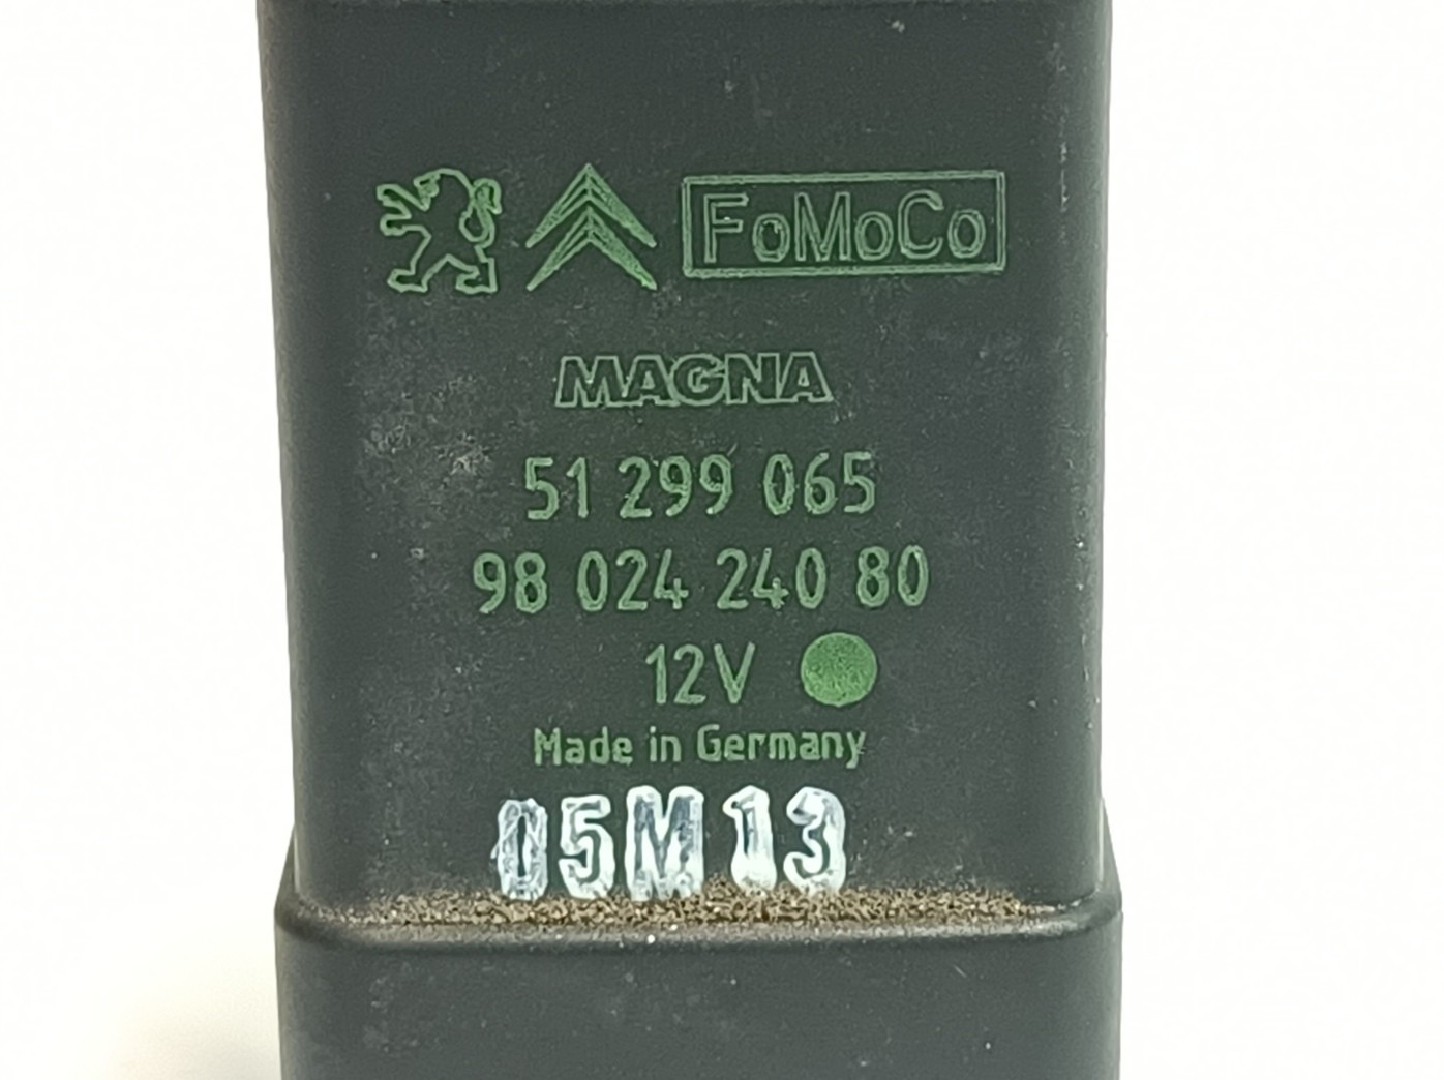 FoMoCo
MAGNA
51 299 065
98 024 240 80
12V
Made in Germany
05M13